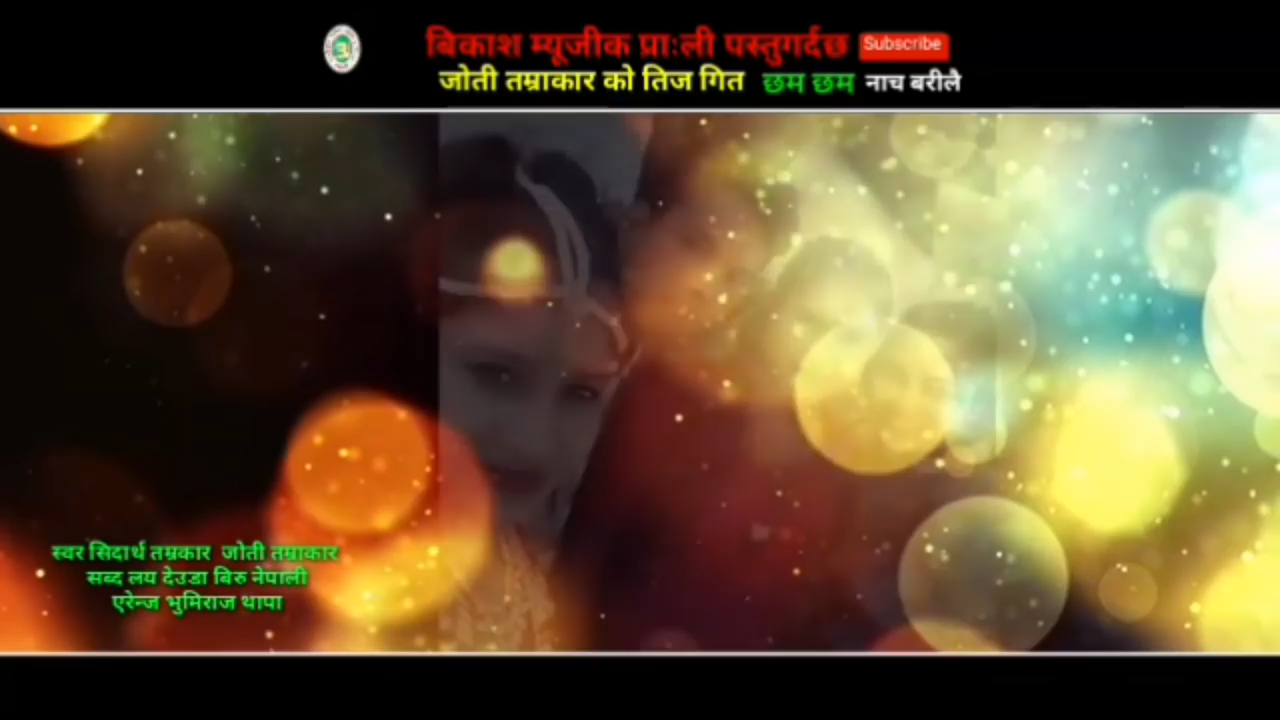 बिकाश म्यूजीक प्राःली पस्तुगर्दछ Subscribe
जोती तम्राकार को तिज गित छम छम नाच बरीलै
स्वर सिदार्थ तम्रकार जोती तम्राकार
सब्द लय देउडा बिरु नेपाली
एरेन्ज भुमिराज थापा